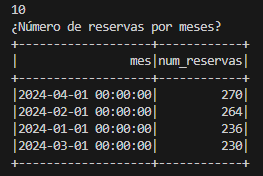 10
¿Número de reservas por meses?
+-------------------+------------+
|                mes|num_reservas|
+-------------------+------------+
|2024-04-01 00:00:00|         270|
|2024-02-01 00:00:00|         264|
|2024-01-01 00:00:00|         236|
|2024-03-01 00:00:00|         230|
+-------------------+------------+